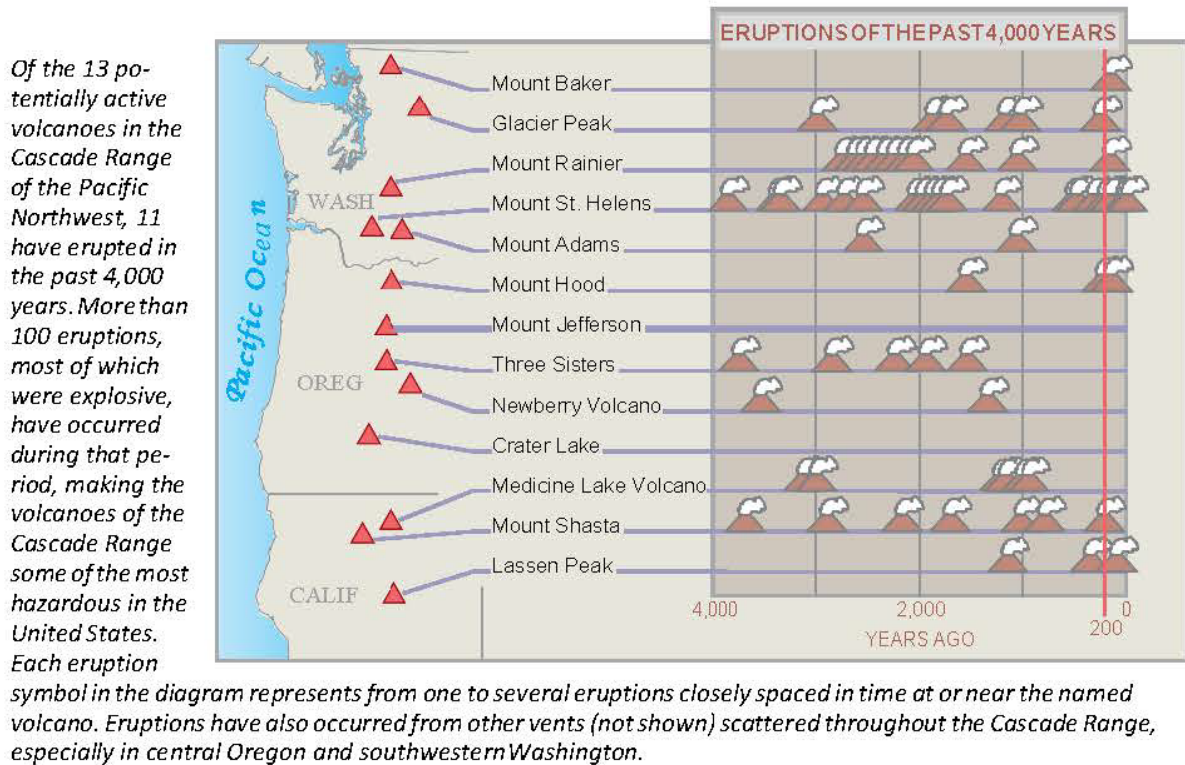 ERUPTIONS OF THE PAST 4,000 YEARS
Of the 13 po-
tentially active
volcanoes in the
Cascade Range
of the Pacific
Northwest, 11
have erupted in
the past 4,000
years. More than
100 eruptions,
most of which
were explosive,
have occurred
during that pe-
riod, making the
volcanoes of the
Cascade Range
some of the most
hazardous in the
United States.
Each eruption
symbol in the diagram represents from one to several eruptions closely spaced in time at or near the named
volcano. Eruptions have also occurred from other vents (not shown) scattered throughout the Cascade Range,
especially in central Oregon and southwestern Washington.
Pacific Ocean
WASH
OREG
CALIF
Mount Baker
Glacier Peak
Mount Rainier
Mount St. Helens
Mount Adams
Mount Hood
Mount Jefferson
Three Sisters
Newberry Volcano
Crater Lake
Medicine Lake Volcano
Mount Shasta
Lassen Peak
4,000 2,000 0
200
YEARS AGO